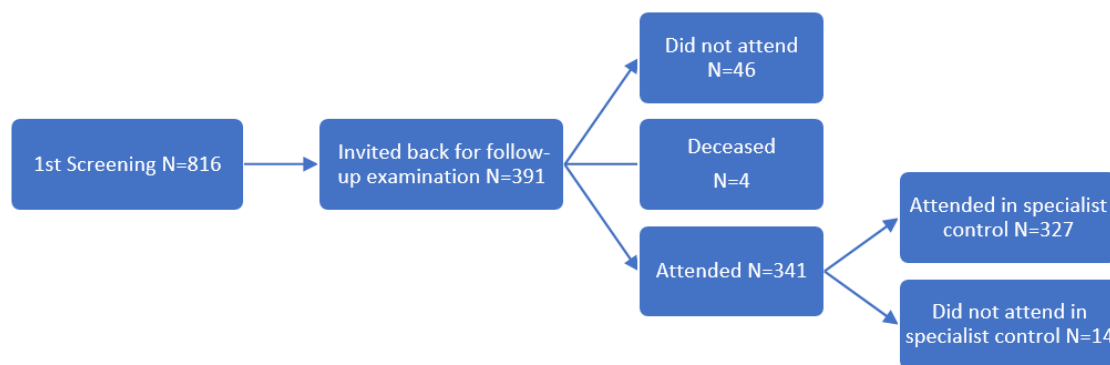 1st Screening N=816
Invited back for follow-
up examination N=391
Did not attend
N=46
Deceased
N=4
Attended N=341
Attended in specialist
control N=327
Did not attend in
specialist control N=14